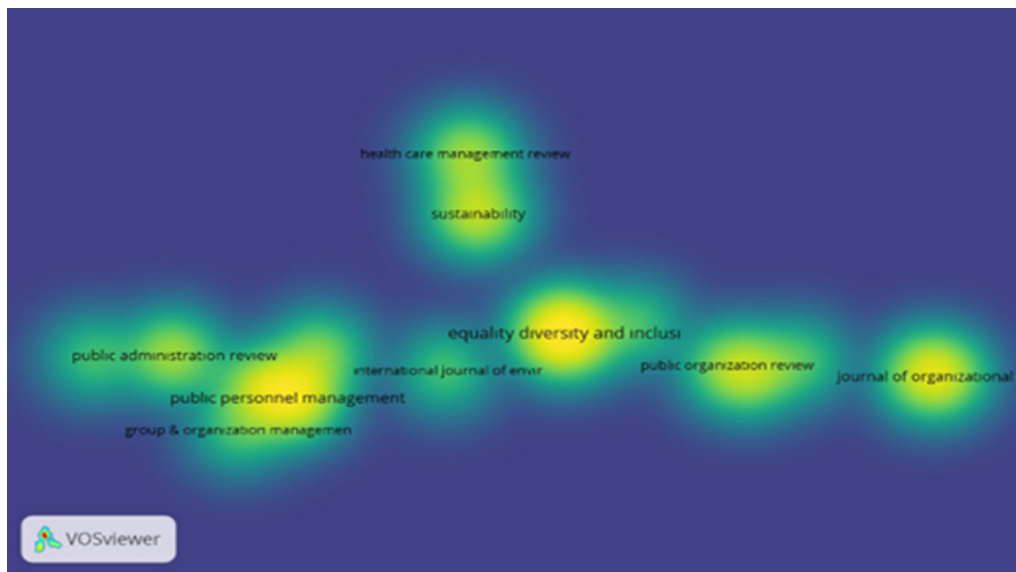 health care management review
sustainability
equality diversity and inclusi
public administration review
public organization review
international journal of envir
journal of organizational
public personnel management
group & organization managemen
VOSviewer